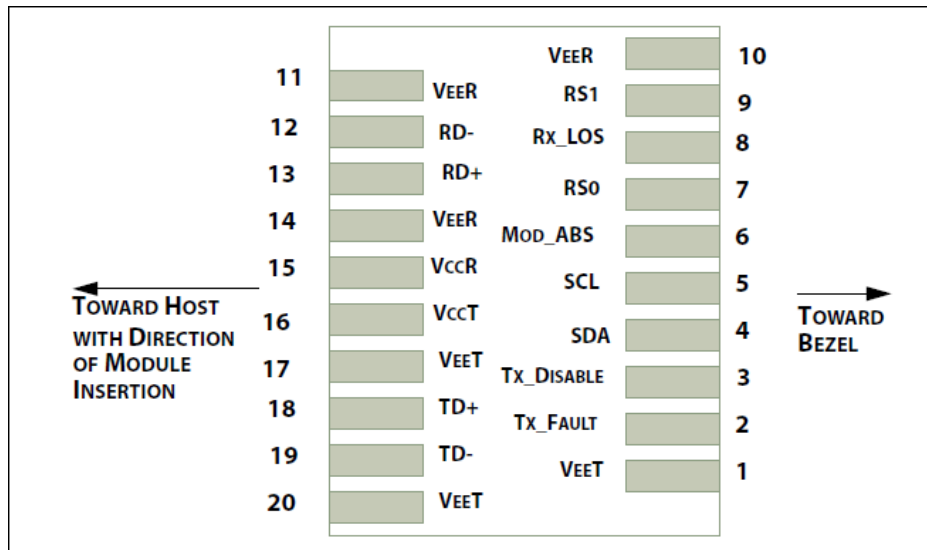 11 VEER
12 RD-
13 RD+
14 VEER
15 VCCR
16 VCCT
17 VEET
18 TD+
19 TD-
20 VEET
TOWARD HOST
WITH DIRECTION
OF MODULE
INSERTION
VEER 10
RS1 9
RX_LOS 8
RS0 7
MOD_ABS 6
SCL 5
SDA 4
TX_DISABLE 3
TX_FAULT 2
VEET 1
TOWARD
BEZEL